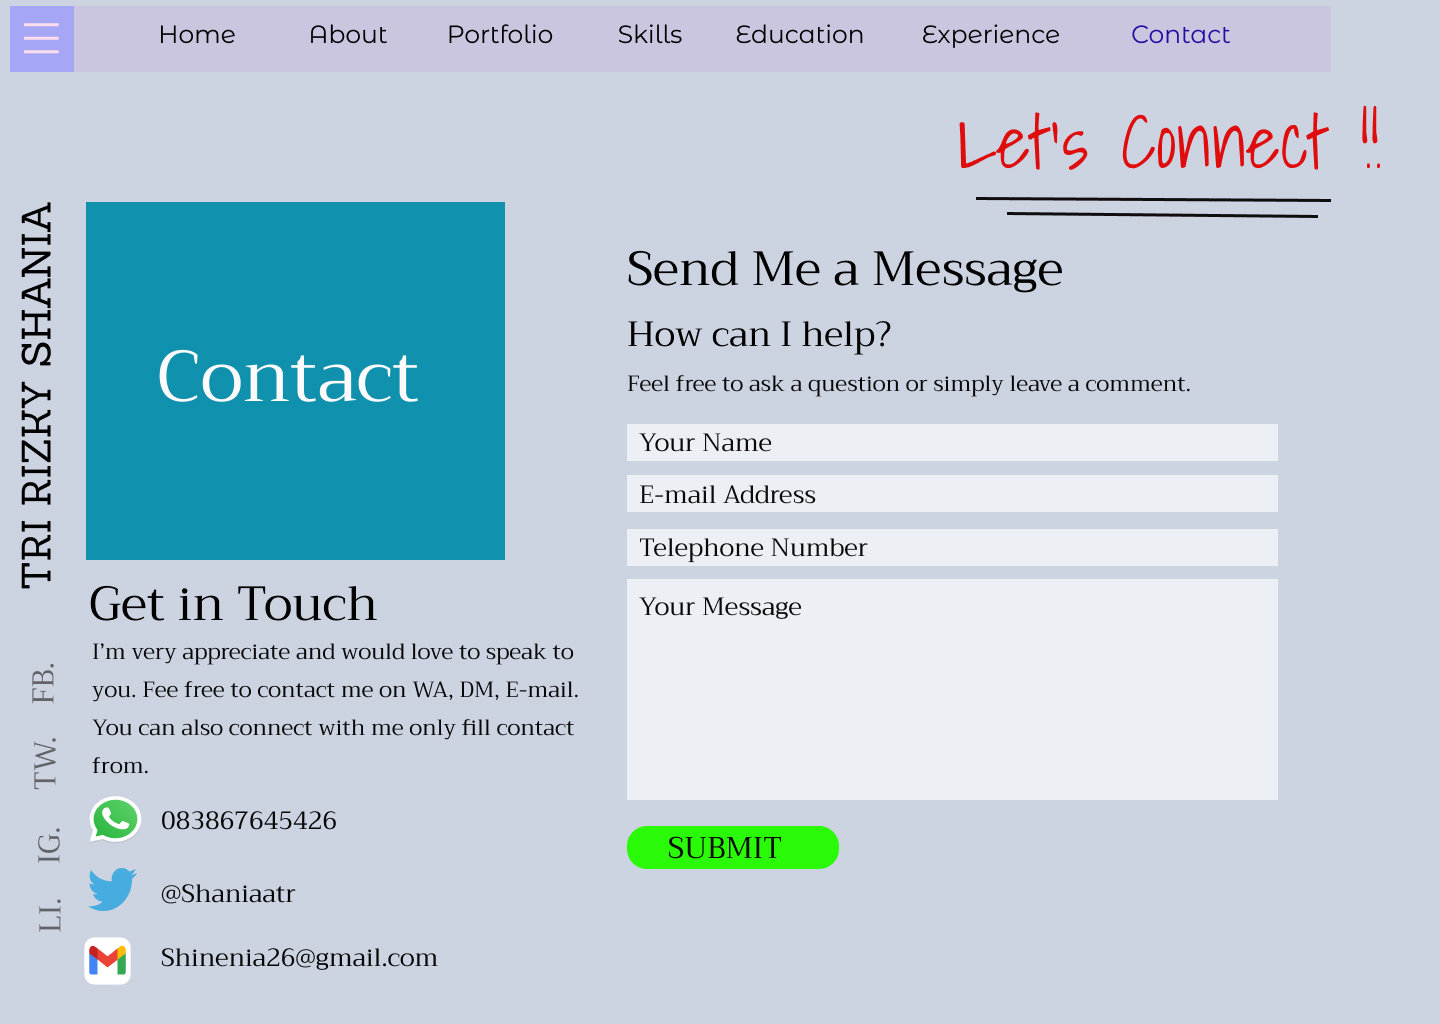 Home About Portfolio Skills Education Experience Contact
Let's Connect !!
TRI RIZKY SHANIA
Contact
Send Me a Message
How can I help?
Feel free to ask a question or simply leave a comment.
Your Name
E-mail Address
Telephone Number
Your Message
SUBMIT
Get in Touch
I’m very appreciate and would love to speak to
you. Fee free to contact me on WA, DM, E-mail.
You can also connect with me only fill contact
from.
083867645426
@Shaniaatr
Shinenia26@gmail.com
FB.
TW.
IG.
LI.